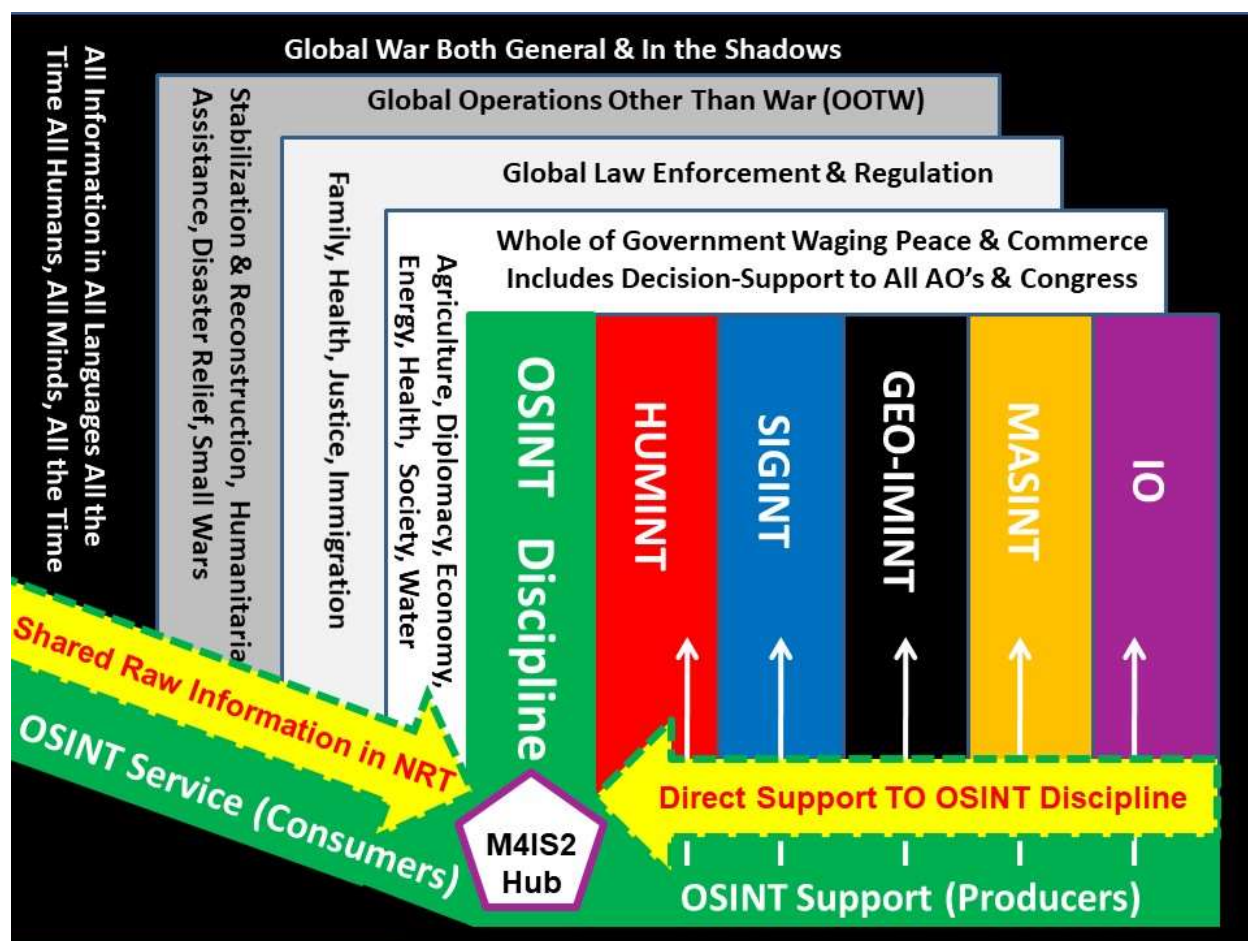 Global War Both General & In the Shadows
All Information in All Languages All the
Time All Humans, All Minds, All the Time
Global Operations Other Than War (OOTW)
Stabilization & Reconstruction, Humanitaria
Assistance, Disaster Relief, Small Wars
Global Law Enforcement & Regulation
Family, Health, Justice, Immigration
Whole of Government Waging Peace & Commerce
Includes Decision-Support to All AO's & Congress
Agriculture, Diplomacy, Economy,
Energy, Health, Society, Water
OSINT Discipline
HUMINT
SIGINT
GEO-IMINT
MASINT
IO
Shared Raw Information in NRT
OSINT Service (Consumers)
M4IS2
Hub
Direct Support TO OSINT Discipline
OSINT Support (Producers)